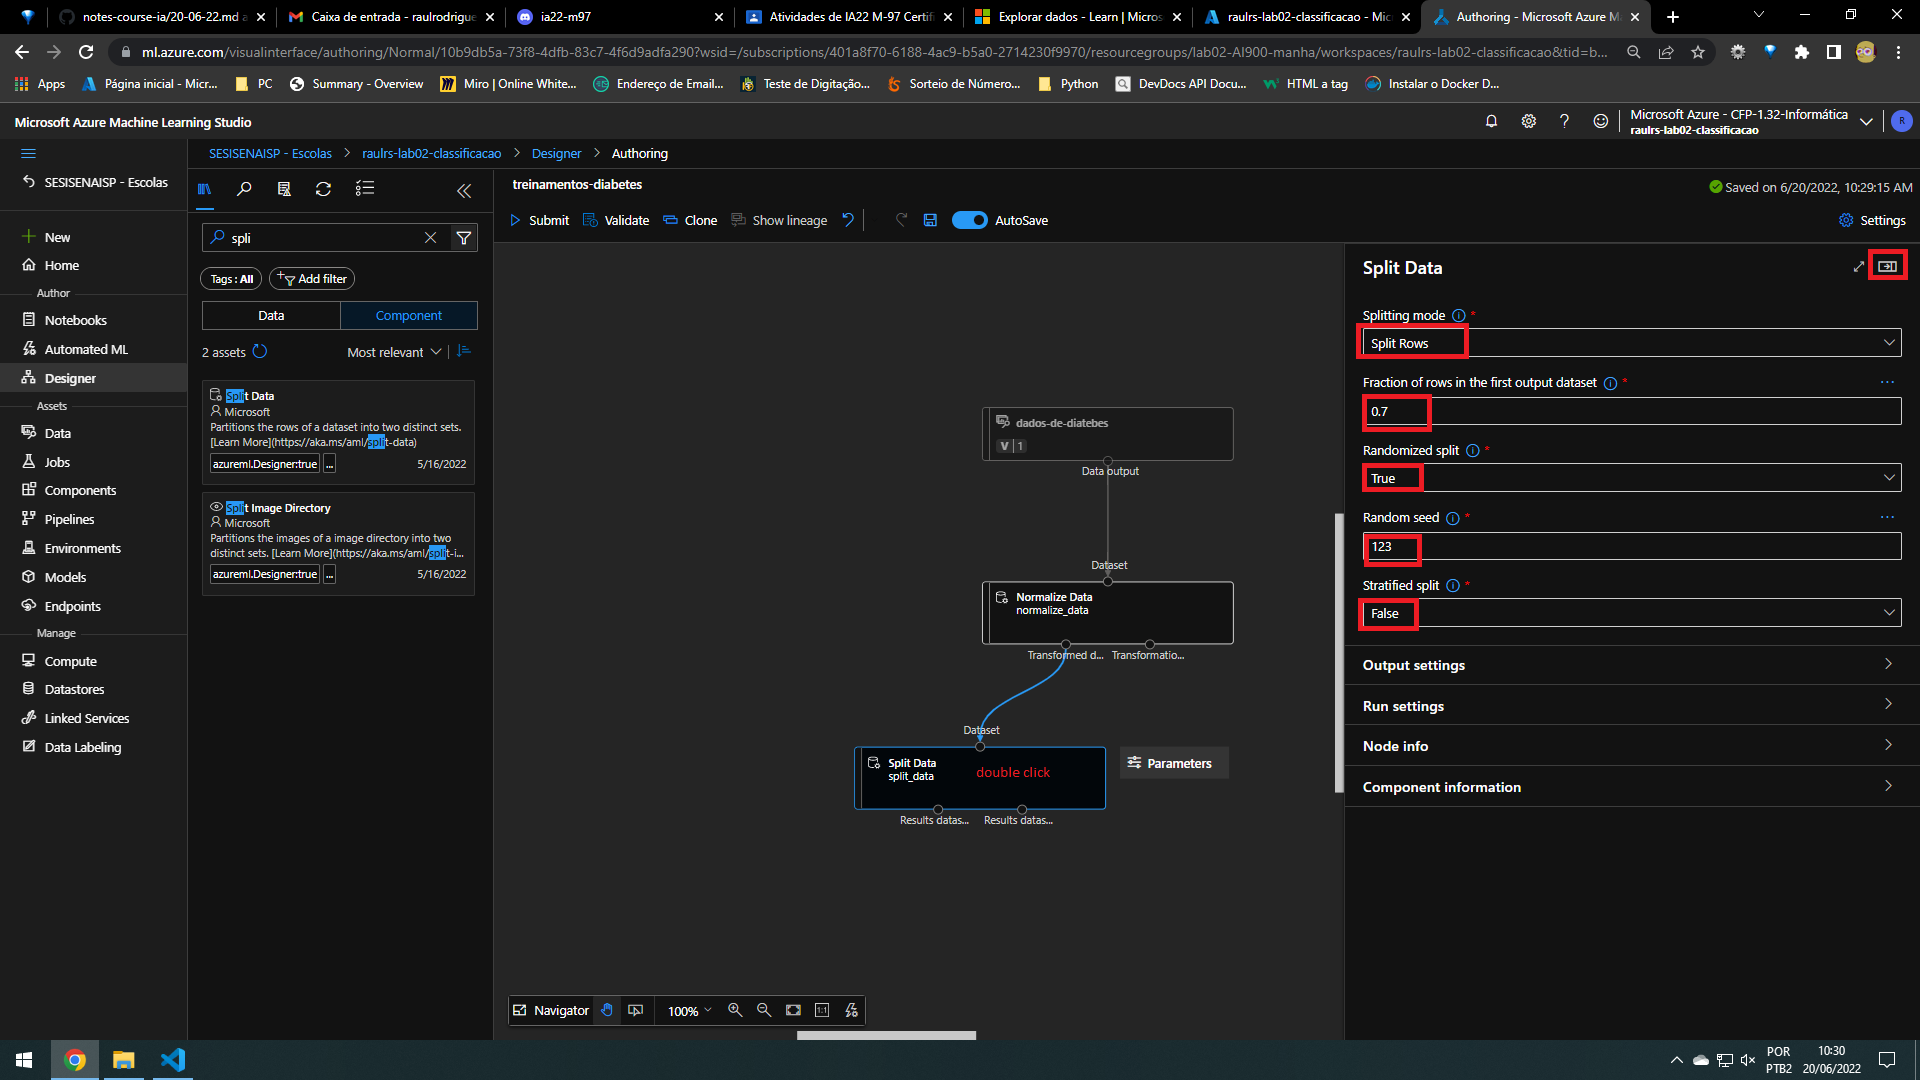 notes-course-ia/20-06-22.md a
Caixa de entrada - raulrodrigue
ia22-m97
Atividades de IA22 M-97 Certifi
Explorar dados - Learn | Micros
raulrs-lab02-classificacao - Mic
Authoring - Microsoft Azure M
ml.azure.com/visualinterface/authoring/Normal/10b9db5a-73f8-4dfb-83c7-4f6d9adfa290?wsid=/subscriptions/401a8f70-6188-4ac9-b5a0-2714230f9970/resourcegroups/lab02-AI900-manha/workspaces/raulrs-lab02-classificacao&tid=b...
Apps
Página inicial - Micr...
PC
Summary - Overview
Miro | Online White...
Endereço de Email...
Teste de Digitação...
Sorteio de Número...
Python
DevDocs API Docu...
HTML a tag
Instalar o Docker D...
Microsoft Azure Machine Learning Studio
Microsoft Azure - CFP-1.32-Informática
raulrs-lab02-classificacao
R
SESISENAISP - Escolas > raulrs-lab02-classificacao > Designer > Authoring
SESISENAISP - Escolas
New
Home
Author
Notebooks
Automated ML
Designer
Assets
Data
Jobs
Components
Pipelines
Environments
Models
Endpoints
Manage
Compute
Datastores
Linked Services
Data Labeling
spli
Tags : All
Add filter
Data
Component
2 assets
Most relevant
Split Data
Microsoft
Partitions the rows of a dataset into two distinct sets.
[Learn More](https://aka.ms/aml/split-data)
azureml.Designer:true
...
5/16/2022
Split Image Directory
Microsoft
Partitions the images of a image directory into two
distinct sets. [Learn More](https://aka.ms/aml/split-i...
azureml.Designer:true
...
5/16/2022
treinamentos-diabetes
Saved on 6/20/2022, 10:29:15 AM
Submit
Validate
Clone
Show lineage
AutoSave
Settings
dados-de-diatebes
V | 1
Data output
Dataset
Normalize Data
normalize_data
Transformed d...
Transformatio...
Dataset
Split Data
split_data
double click
Parameters
Results datas...
Results datas...
Navigator
100%
1:1
Split Data
Splitting mode *
Split Rows
Fraction of rows in the first output dataset *
...
0.7
Randomized split *
True
Random seed *
...
123
Stratified split *
False
Output settings
Run settings
Node info
Component information
POR
PTB2
10:30
20/06/2022